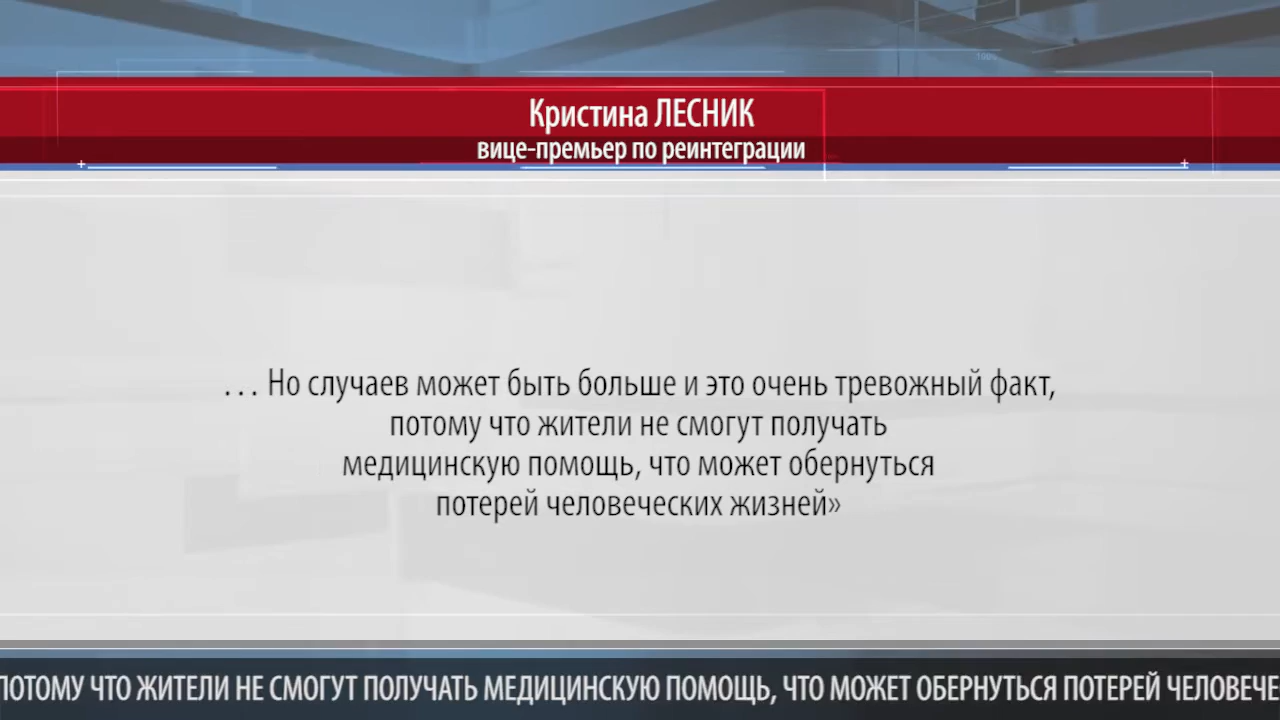 Кристина ЛЕСНИК
вице-премьер по реинтеграции
… Но случаев может быть больше и это очень тревожный факт,
потому что жители не смогут получать
медицинскую помощь, что может обернуться
потерей человеческих жизней»
ПОТОМУ ЧТО ЖИТЕЛИ НЕ СМОГУТ ПОЛУЧАТЬ МЕДИЦИНСКУЮ ПОМОЩЬ, ЧТО МОЖЕТ ОБЕРНУТЬСЯ ПОТЕРЕЙ ЧЕЛОВЕЧЕ